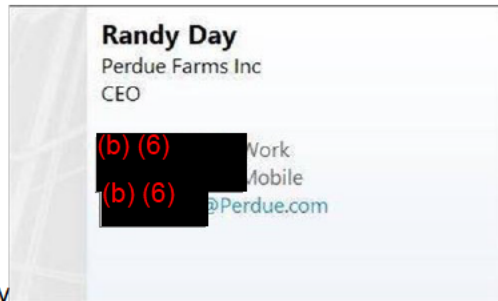 Randy Day
Perdue Farms Inc
CEO
(b) (6) Work
Mobile
(b) (6) @Perdue.com